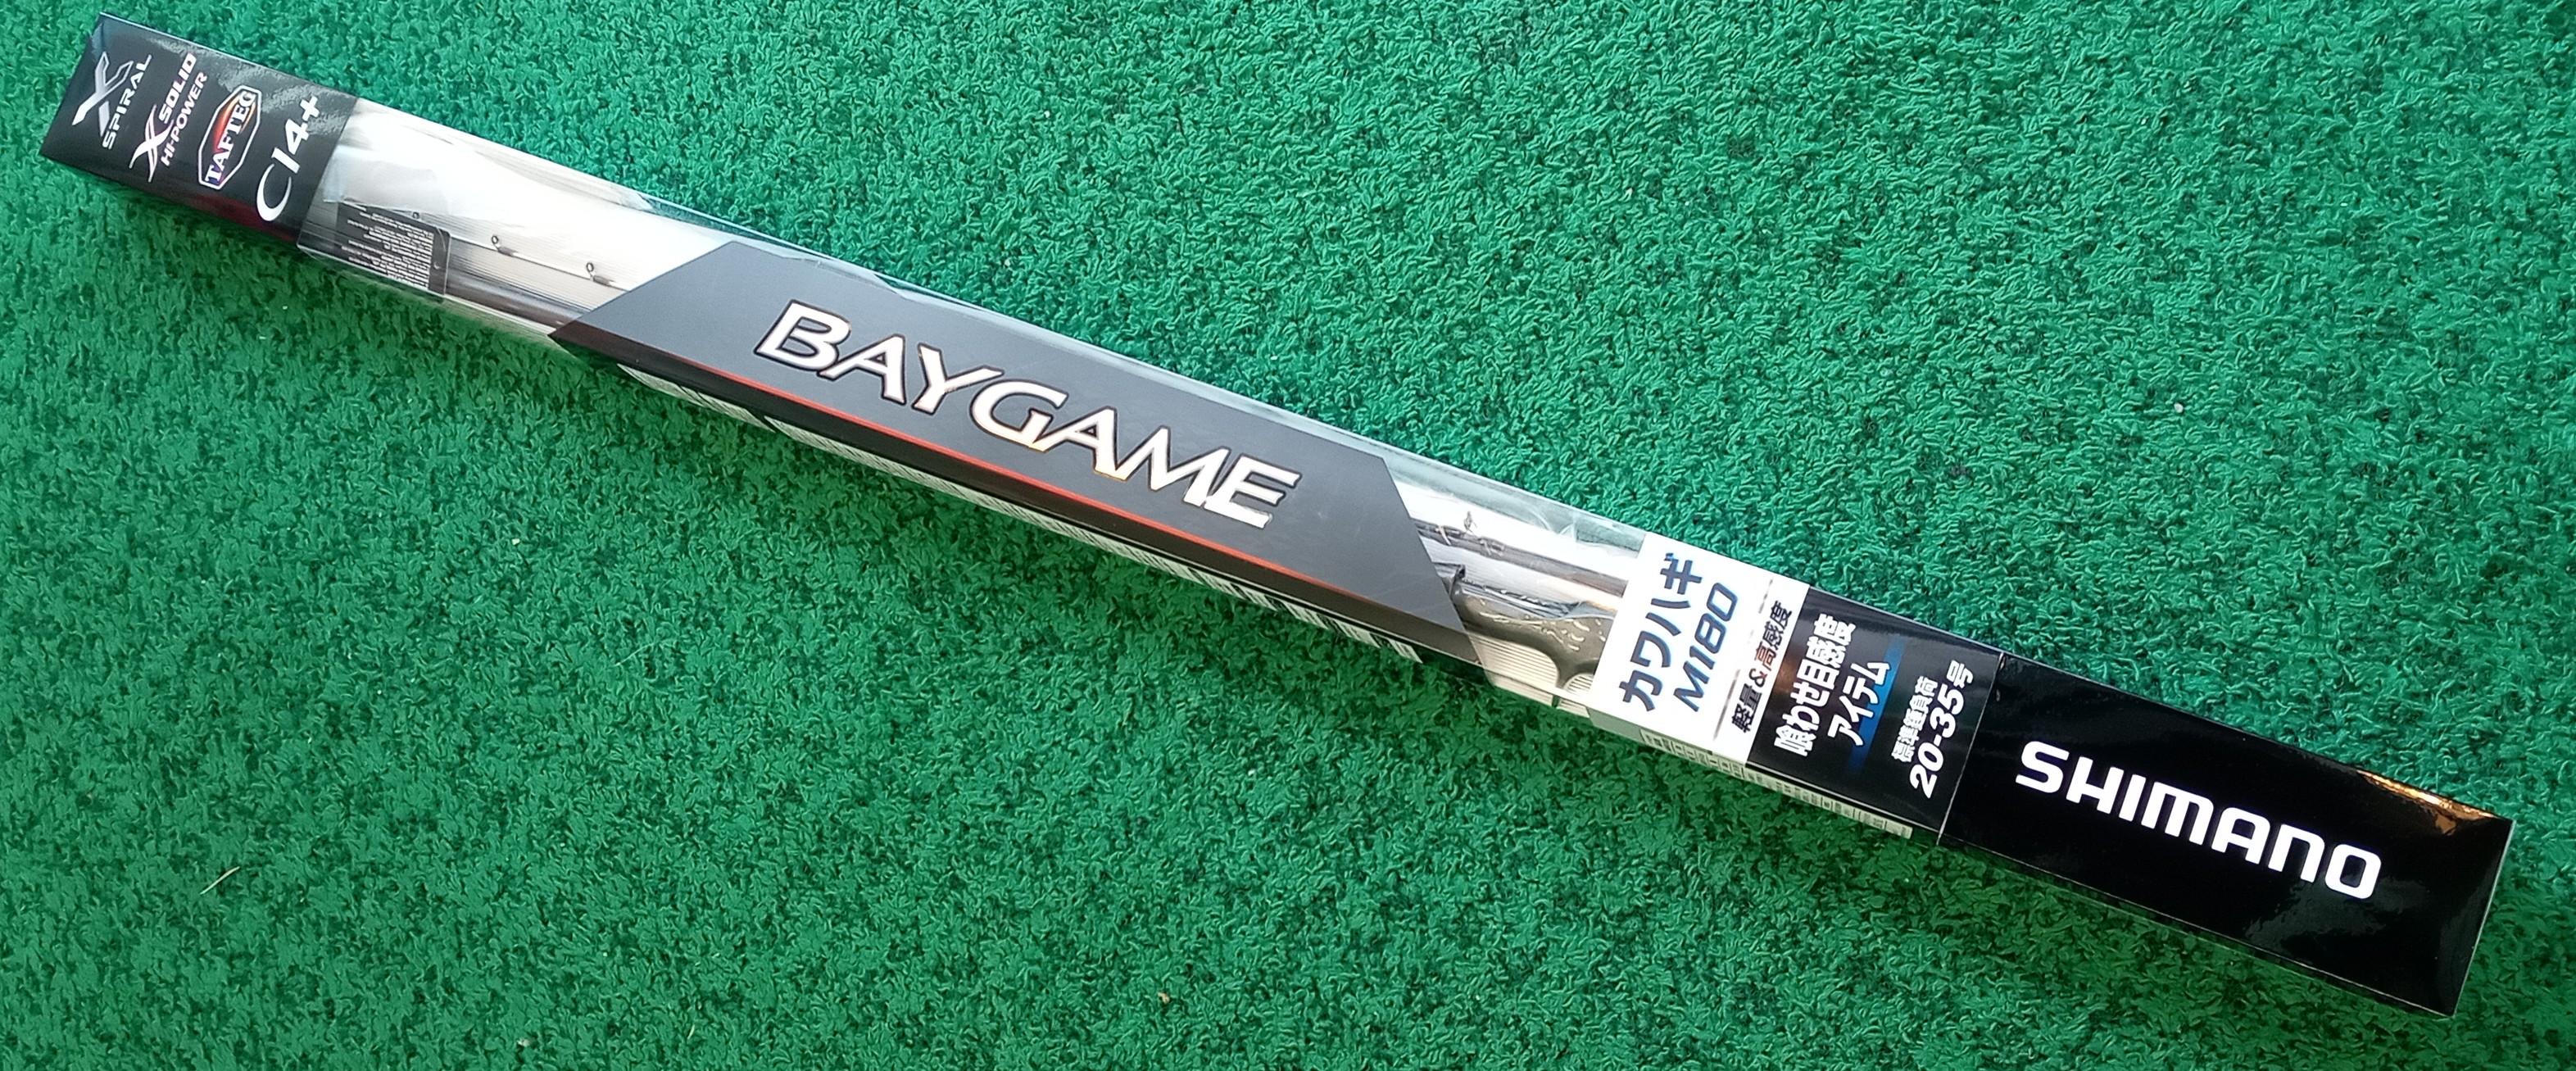 X
SPIRAL
X SOLID
HI-POWER
TAFTEC
CI4+
BAYGAME
カワハギ
M180
軽量&高感度
喰わせ目感度
アイテム
標準錘負荷
20-35号
SHIMANO